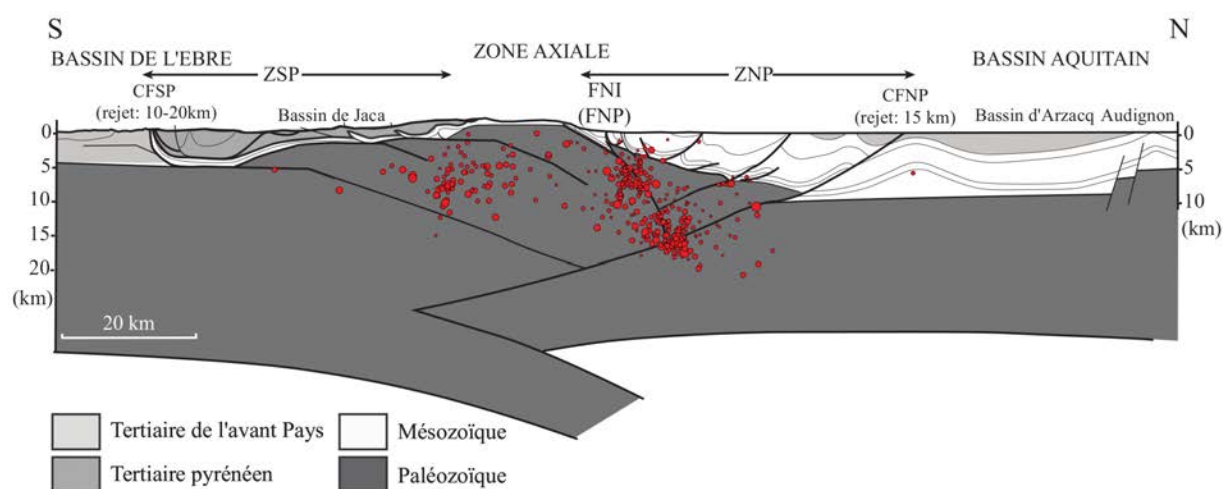 S
N
ZONE AXIALE
BASSIN DE L'EBRE
BASSIN AQUITAIN
ZSP
ZNP
CFSP
(rejet: 10-20km)
Bassin de Jaca
FNI
(FNP)
CFNP
(rejet: 15 km)
Bassin d'Arzacq
Audignon
0
5
10
15
20
(km)
0
5
10
(km)
20 km
Tertiaire de l'avant Pays
Mésozoïque
Tertiaire pyrénéen
Paléozoïque